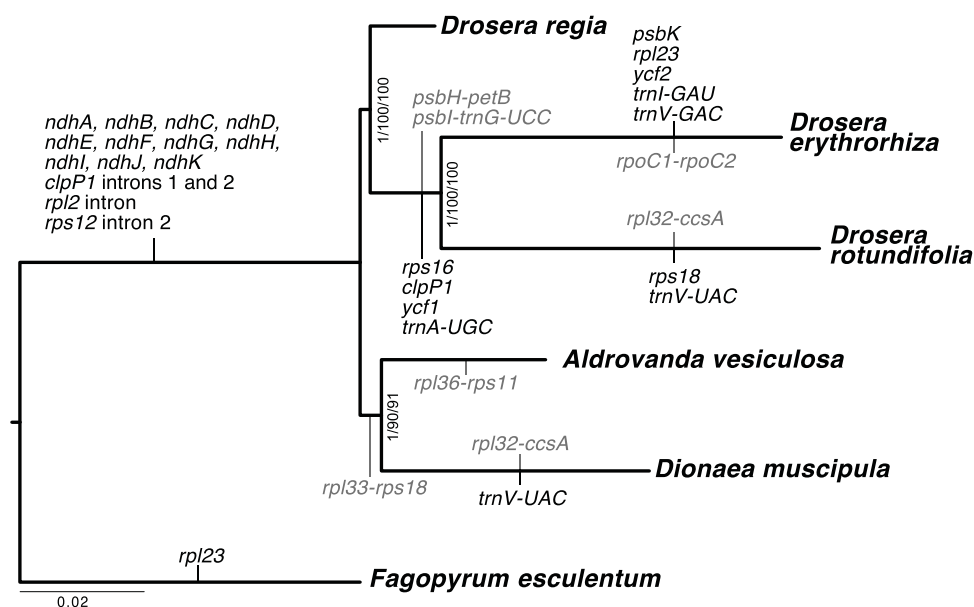 Drosera regia
psbK
rpl23
ycf2
trnI-GAU
trnV-GAC
psbH-petB
psbI-trnG-UCC
1/100/100
ndhA, ndhB, ndhC, ndhD,
ndhE, ndhF, ndhG, ndhH,
ndhI, ndhJ, ndhK
clpP1 introns 1 and 2
rpl2 intron
rps12 intron 2
Drosera
erythrorhiza
rpoC1-rpoC2
1/100/100
rpl32-ccsA
Drosera
rotundifolia
rps18
trnV-UAC
rps16
clpP1
ycf1
trnA-UGC
Aldrovanda vesiculosa
rpl36-rps11
1/90/91
rpl32-ccsA
Dionaea muscipula
rpl33-rps18
trnV-UAC
rpl23
Fagopyrum esculentum
0.02